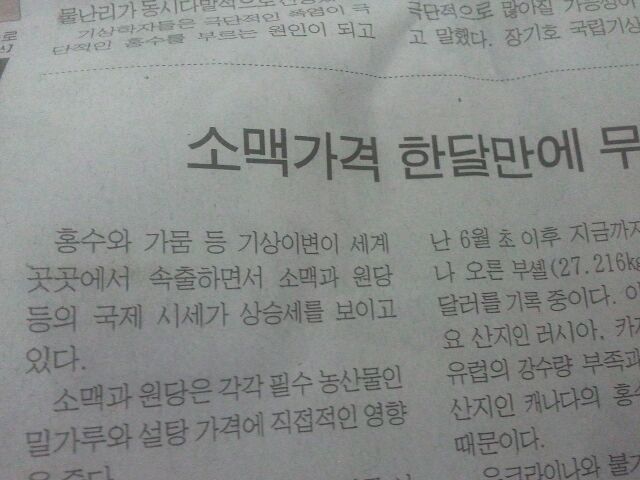 물난리가 동시다발적으로
기상학자들은 극단적인 폭염이 극
단적인 홍수를 부르는 원인이 되고
극단적으로 많아질
고 말했다. 장기호 국립기상
소맥가격 한달만에 무
홍수와 가뭄 등 기상이변이 세계
곳곳에서 속출하면서 소맥과 원당
등의 국제 시세가 상승세를 보이고
있다.
소맥과 원당은 각각 필수 농산물인
밀가루와 설탕 가격에 직접적인 영향
을 준다.
난 6월 초 이후 지금까지
나 오른 부셸(27.216kg
달러를 기록 중이다.
요 산지인 러시아, 카자
유럽의 강수량 부족과
산지인 캐나다의 홍수
때문이다.
우크라이나와